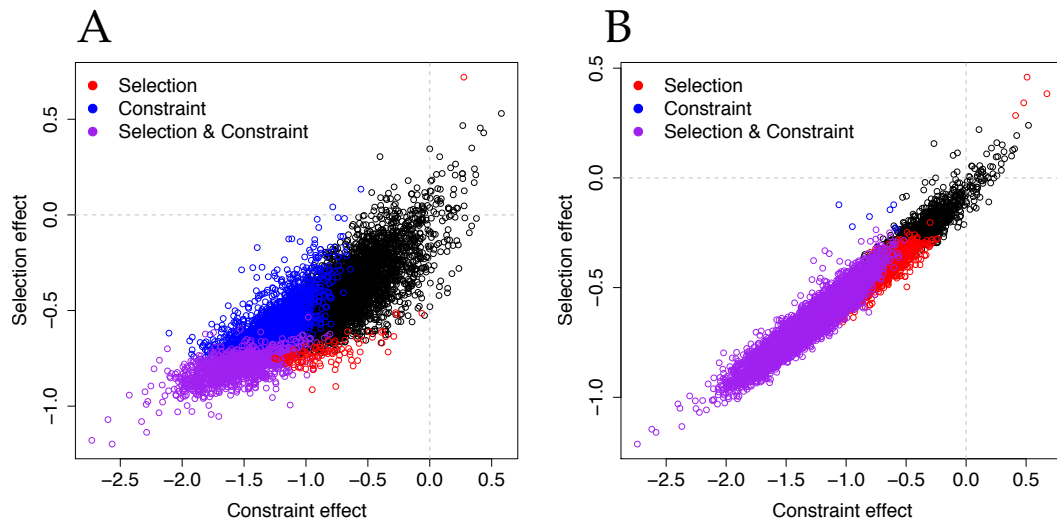 A
Selection
Constraint
Selection & Constraint
0.5
0.0
−0.5
−1.0
Selection effect
−2.5 −2.0 −1.5 −1.0 −0.5 0.0 0.5
Constraint effect
B
Selection
Constraint
Selection & Constraint
0.5
0.0
−0.5
−1.0
Selection effect
−2.5 −2.0 −1.5 −1.0 −0.5 0.0 0.5
Constraint effect